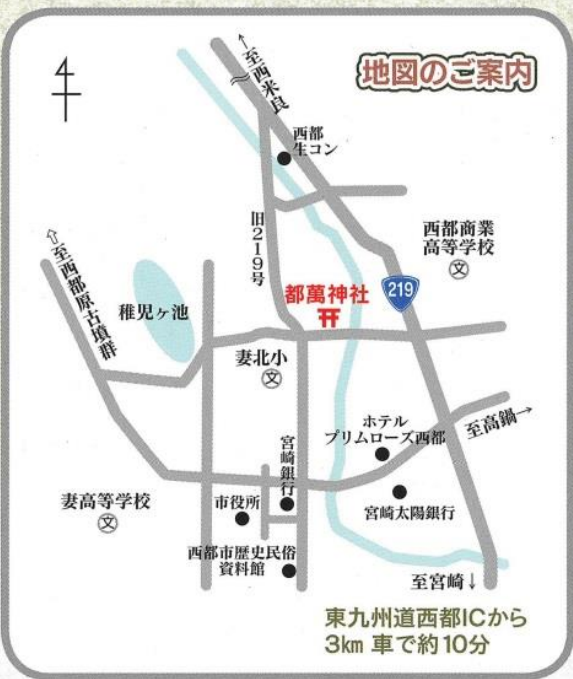 地図のご案内
↑至西米良
西都
生コン
旧219号
西都商業
高等学校
文
219
↑至西都原古墳群
稚児ヶ池
都萬神社
妻北小
文
ホテル
プリムローズ西都
至高鍋→
宮崎銀行
妻高等学校
文
市役所
宮崎太陽銀行
西都市歴史民俗
資料館
至宮崎↓
東九州道西都ICから
3km 車で約10分